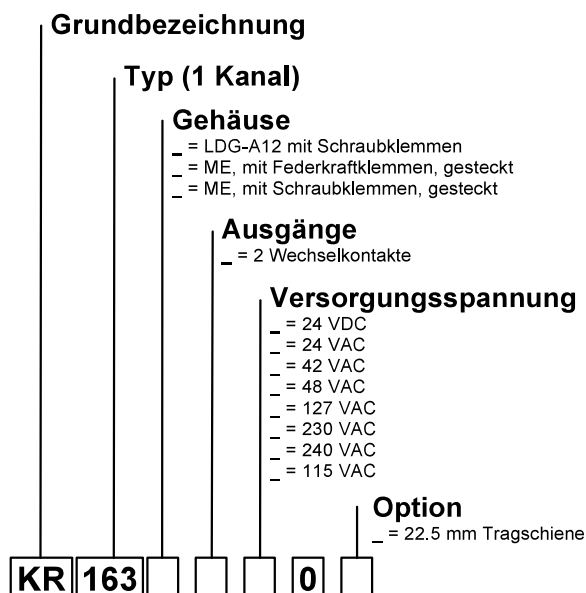 Grundbezeichnung
Typ (1 Kanal)
Gehäuse
_ = LDG-A12 mit Schraubklemmen
_ = ME, mit Federkraftklemmen, gesteckt
_ = ME, mit Schraubklemmen, gesteckt
Ausgänge
_ = 2 Wechselkontakte
Versorgungsspannung
_ = 24 VDC
_ = 24 VAC
_ = 42 VAC
_ = 48 VAC
_ = 127 VAC
_ = 230 VAC
_ = 240 VAC
_ = 115 VAC
Option
_ = 22.5 mm Tragschiene
KR 163 0